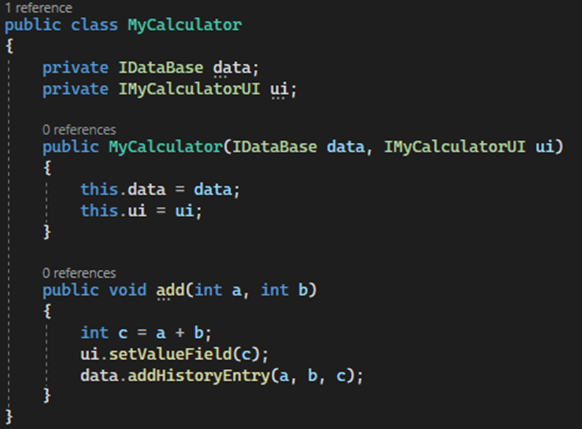 1 reference
public class MyCalculator
{
private IDataBase data;
private IMyCalculatorUI ui;
0 references
public MyCalculator(IDataBase data, IMyCalculatorUI ui)
{
this.data = data;
this.ui = ui;
}
0 references
public void add(int a, int b)
{
int c = a + b;
ui.setValueField(c);
data.addHistoryEntry(a, b, c);
}
}